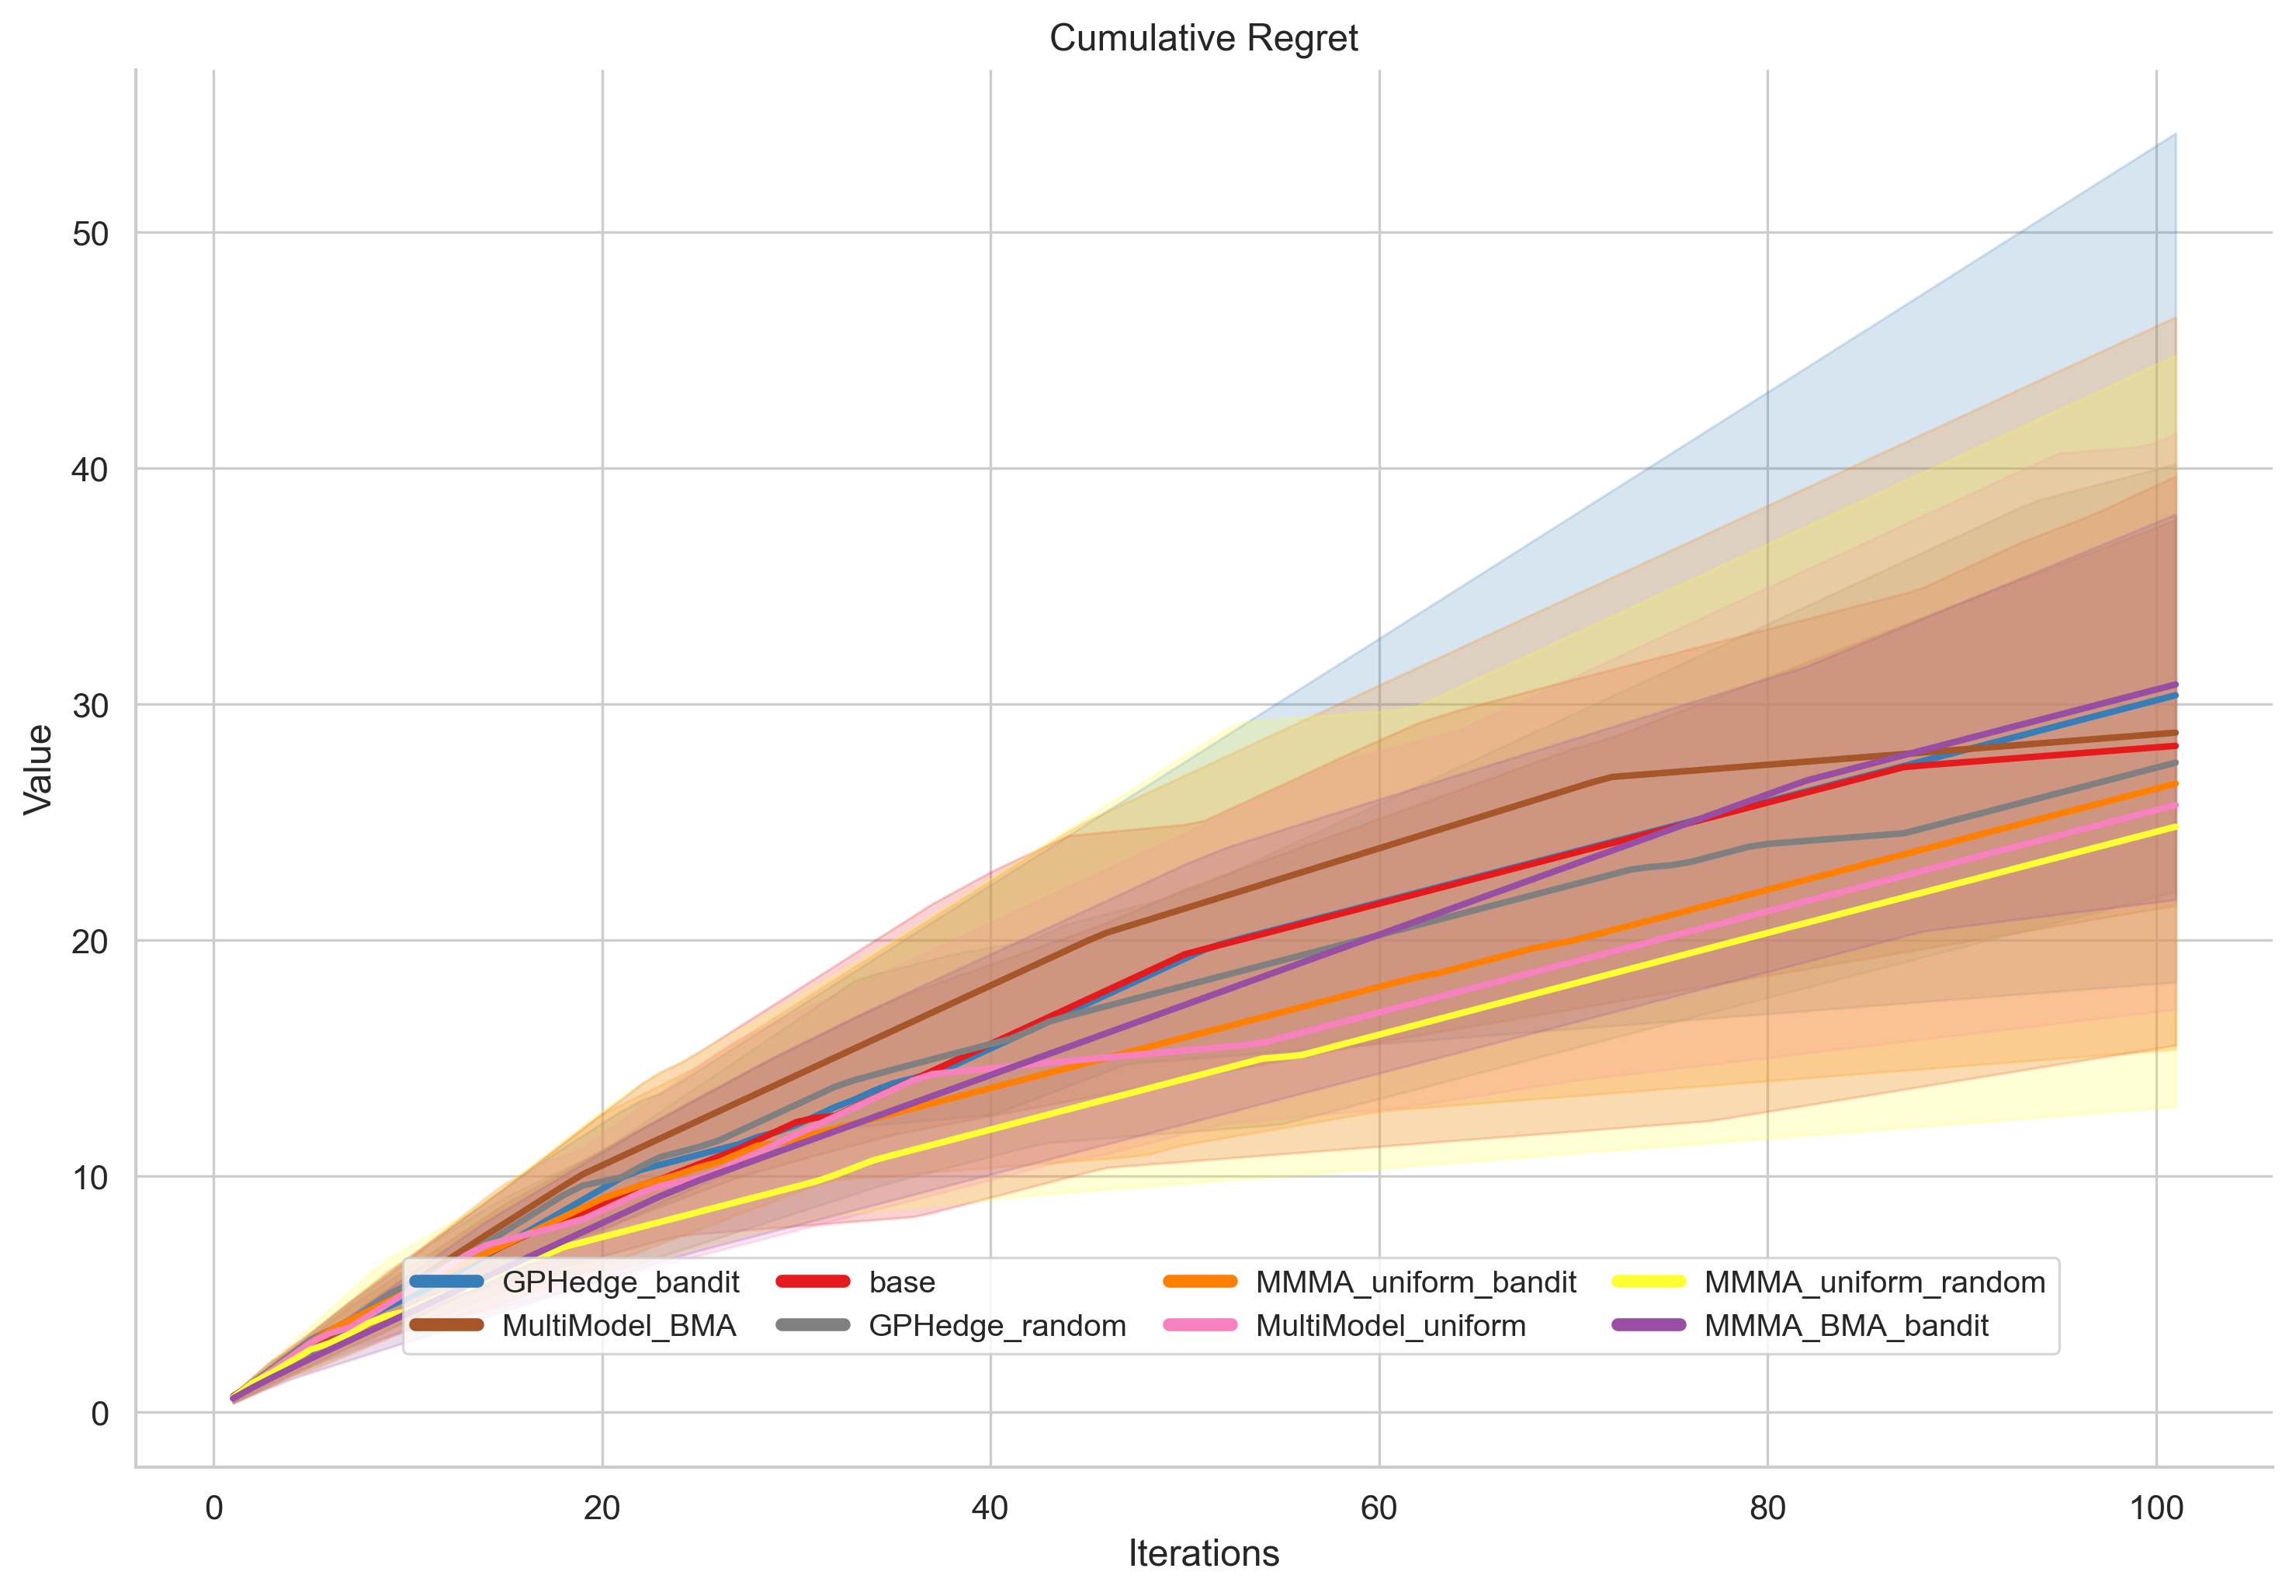 Cumulative Regret
Value
50
40
30
20
10
0
GPHedge_bandit base MMMA_uniform_bandit MMMA_uniform_random
MultiModel_BMA GPHedge_random MultiModel_uniform MMMA_BMA_bandit
0 20 40 60 80 100
Iterations